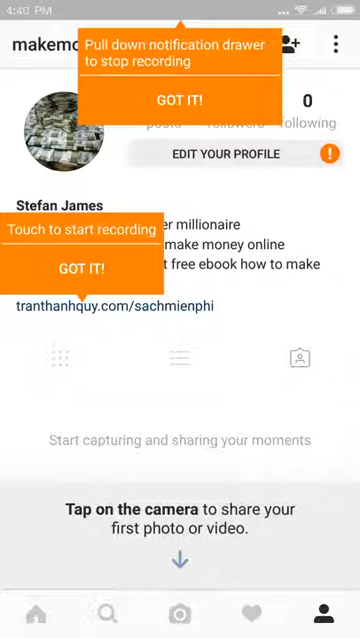 4:40 PM
makemo
Pull down notification drawer
to stop recording
GOT IT!
0
posts
followers
following
EDIT YOUR PROFILE
Stefan James
Touch to start recording
er millionaire
make money online
GOT IT!
t free ebook how to make
tranthanhquy.com/sachmienphi
Start capturing and sharing your moments
Tap on the camera to share your
first photo or video.